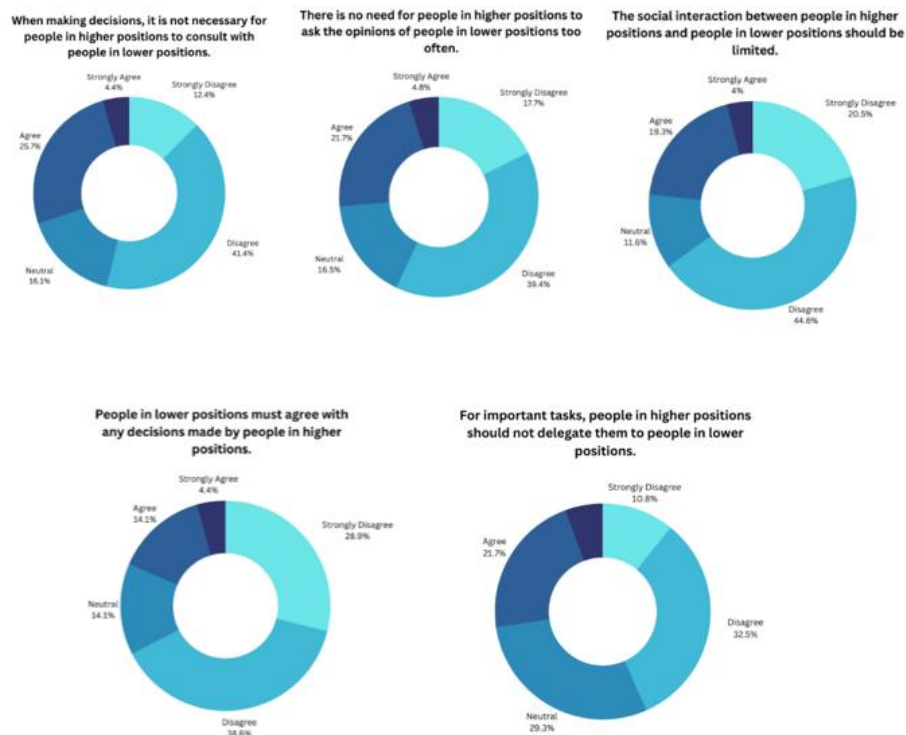 When making decisions, it is not necessary for
people in higher positions to consult with
people in lower positions.
Strongly Agree
4.4%
Strongly Disagree
12.4%
Agree
25.7%
Neutral
16.1%
Disagree
41.4%
There is no need for people in higher positions to
ask the opinions of people in lower positions too
often.
Strongly Agree
4.8%
Strongly Disagree
17.7%
Agree
21.7%
Neutral
16.5%
Disagree
39.4%
The social interaction between people in higher
positions and people in lower positions should be
limited.
Strongly Agree
4%
Strongly Disagree
20.5%
Agree
19.3%
Neutral
11.6%
Disagree
44.6%
People in lower positions must agree with
any decisions made by people in higher
positions.
Strongly Agree
4.4%
Strongly Disagree
28.9%
Agree
14.1%
Neutral
14.1%
Disagree
38.6%
For important tasks, people in higher positions
should not delegate them to people in lower
positions.
Strongly Disagree
10.8%
Agree
21.7%
Disagree
32.5%
Neutral
29.3%